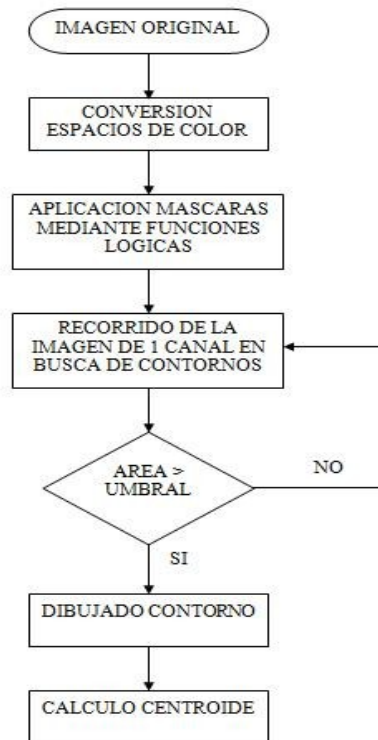 IMAGEN ORIGINAL
CONVERSION
ESPACIOS DE COLOR
APLICACION MASCARAS
MEDIANTE FUNCIONES
LOGICAS
RECORRIDO DE LA
IMAGEN DE 1 CANAL EN
BUSCA DE CONTORNOS
AREA >
UMBRAL
NO
SI
DIBUJADO CONTORNO
CALCULO CENTROIDE